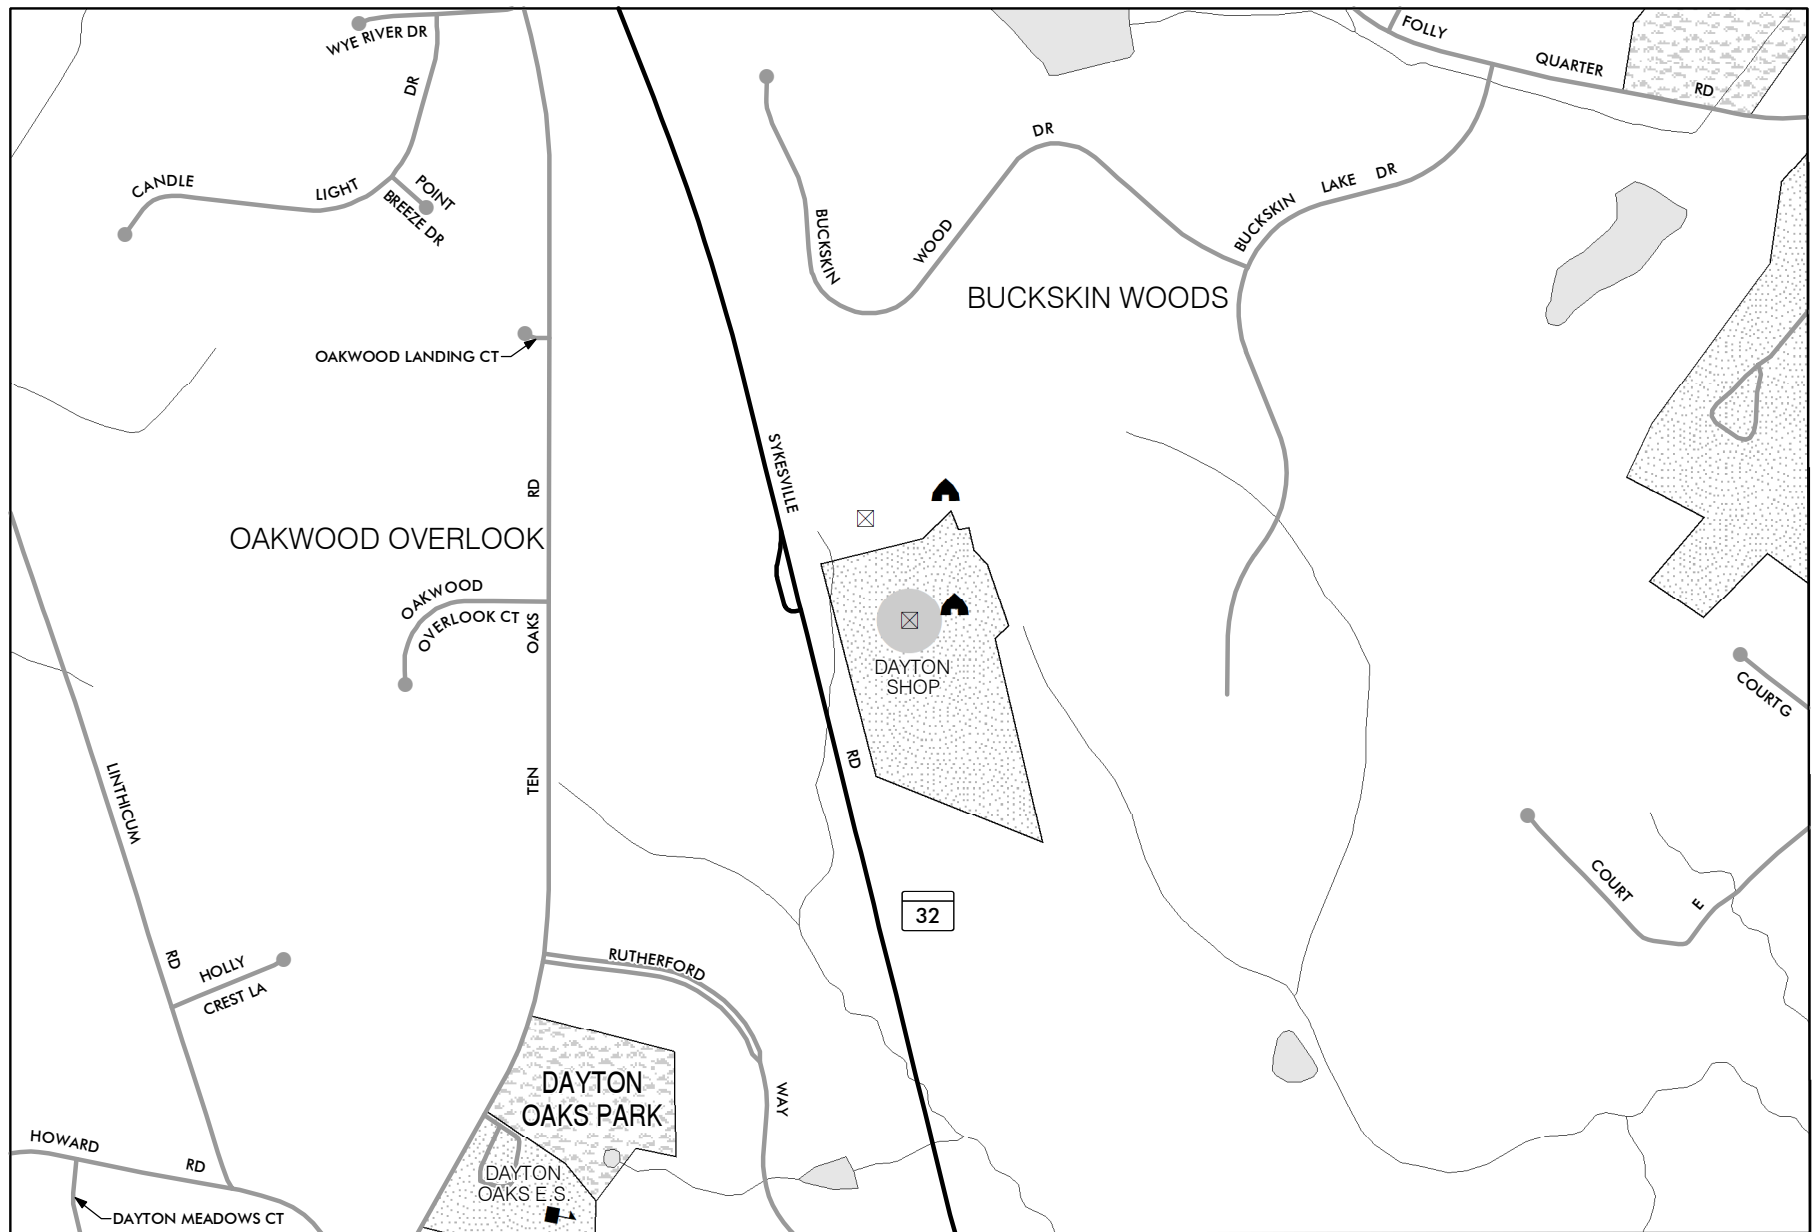 WYE RIVER DR
FOLLY
QUARTER
RD
DR
DR
CANDLE
LIGHT
POINT
BREEZE DR
BUCKSKIN
WOOD
BUCKSKIN
LAKE
DR
BUCKSKIN WOODS
OAKWOOD LANDING CT
SYKESVILLE
RD
OAKWOOD OVERLOOK
OAKWOOD
OVERLOOK CT
OAKS
DAYTON
SHOP
COURT G
RD
TEN
LINTHICUM
COURT
E
32
RD
HOLLY
CREST LA
RUTHERFORD
DAYTON
OAKS PARK
WAY
HOWARD
RD
DAYTON
OAKS E.S.
DAYTON MEADOWS CT